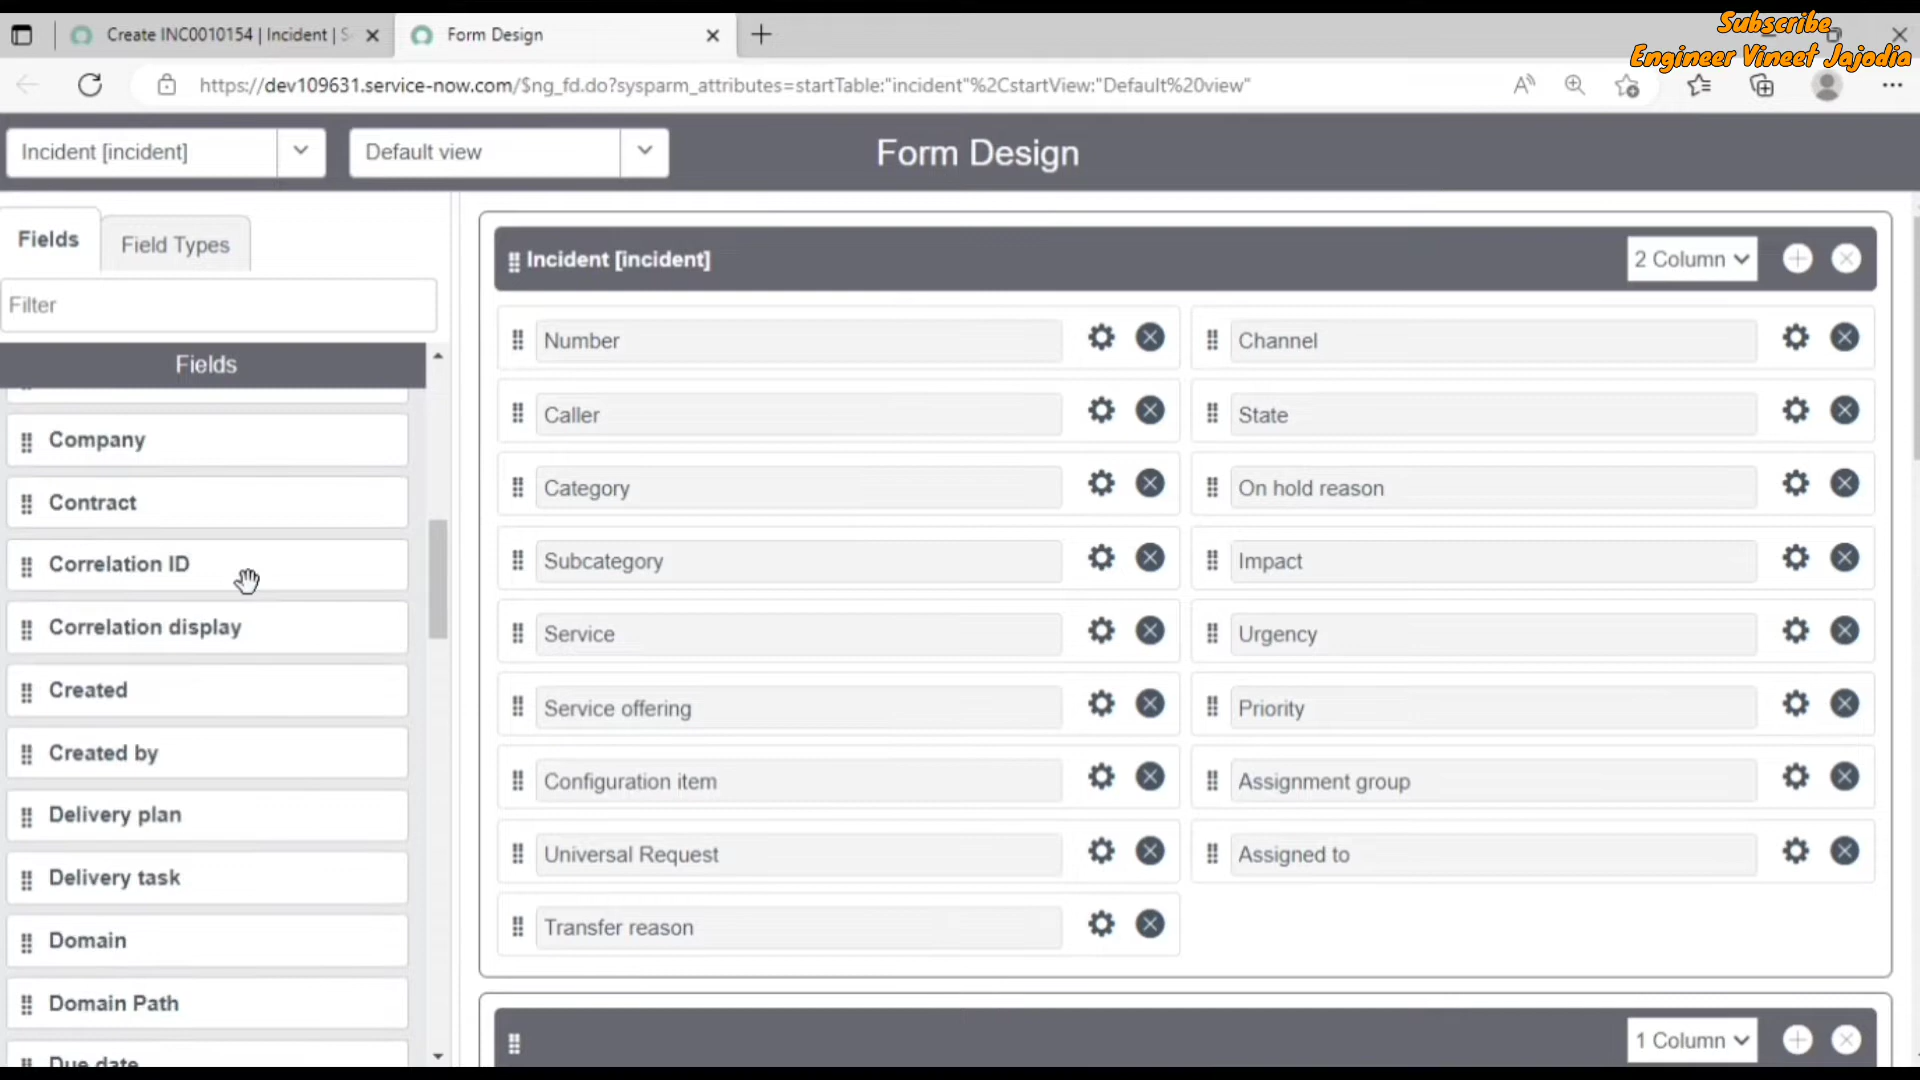 Create INC0010154 | Incident | S
Form Design
Subscribe
Engineer Vineet Jajodia
https://dev109631.service-now.com/$ng_fd.do?sysparm_attributes=startTable:"incident"%2CstartView:"Default%20view"
Incident [incident]
Default view
Form Design
Fields
Field Types
Filter
Fields
Company
Contract
Correlation ID
Correlation display
Created
Created by
Delivery plan
Delivery task
Domain
Domain Path
Due date
Incident [incident]
2 Column
Number
Channel
Caller
State
Category
On hold reason
Subcategory
Impact
Service
Urgency
Service offering
Priority
Configuration item
Assignment group
Universal Request
Assigned to
Transfer reason
1 Column